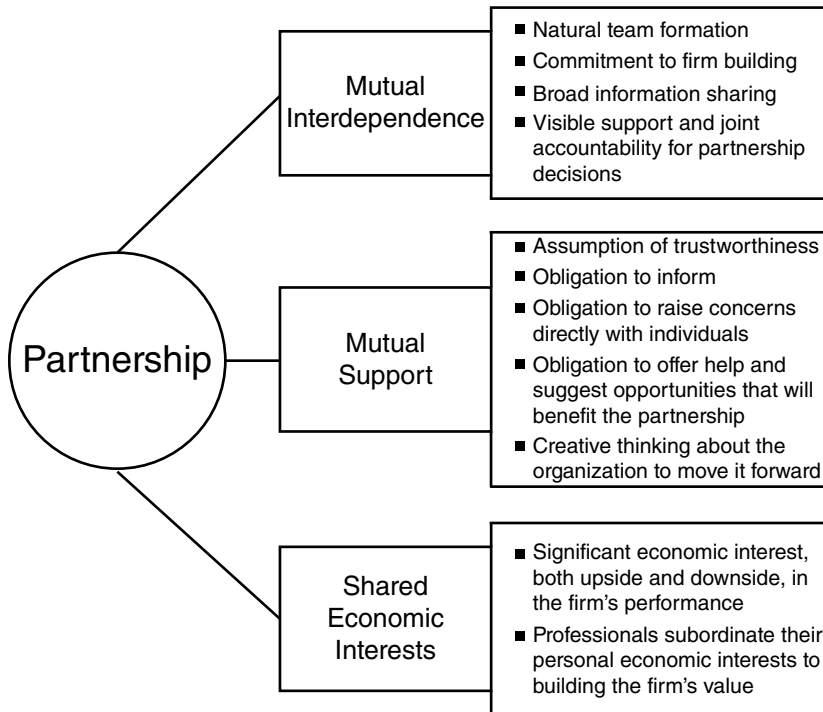 Partnership
Mutual
Interdependence
■ Natural team formation
■ Commitment to firm building
■ Broad information sharing
■ Visible support and joint
accountability for partnership
decisions
Mutual
Support
■ Assumption of trustworthiness
■ Obligation to inform
■ Obligation to raise concerns
directly with individuals
■ Obligation to offer help and
suggest opportunities that will
benefit the partnership
■ Creative thinking about the
organization to move it forward
Shared
Economic
Interests
■ Significant economic interest,
both upside and downside, in
the firm’s performance
■ Professionals subordinate their
personal economic interests to
building the firm’s value